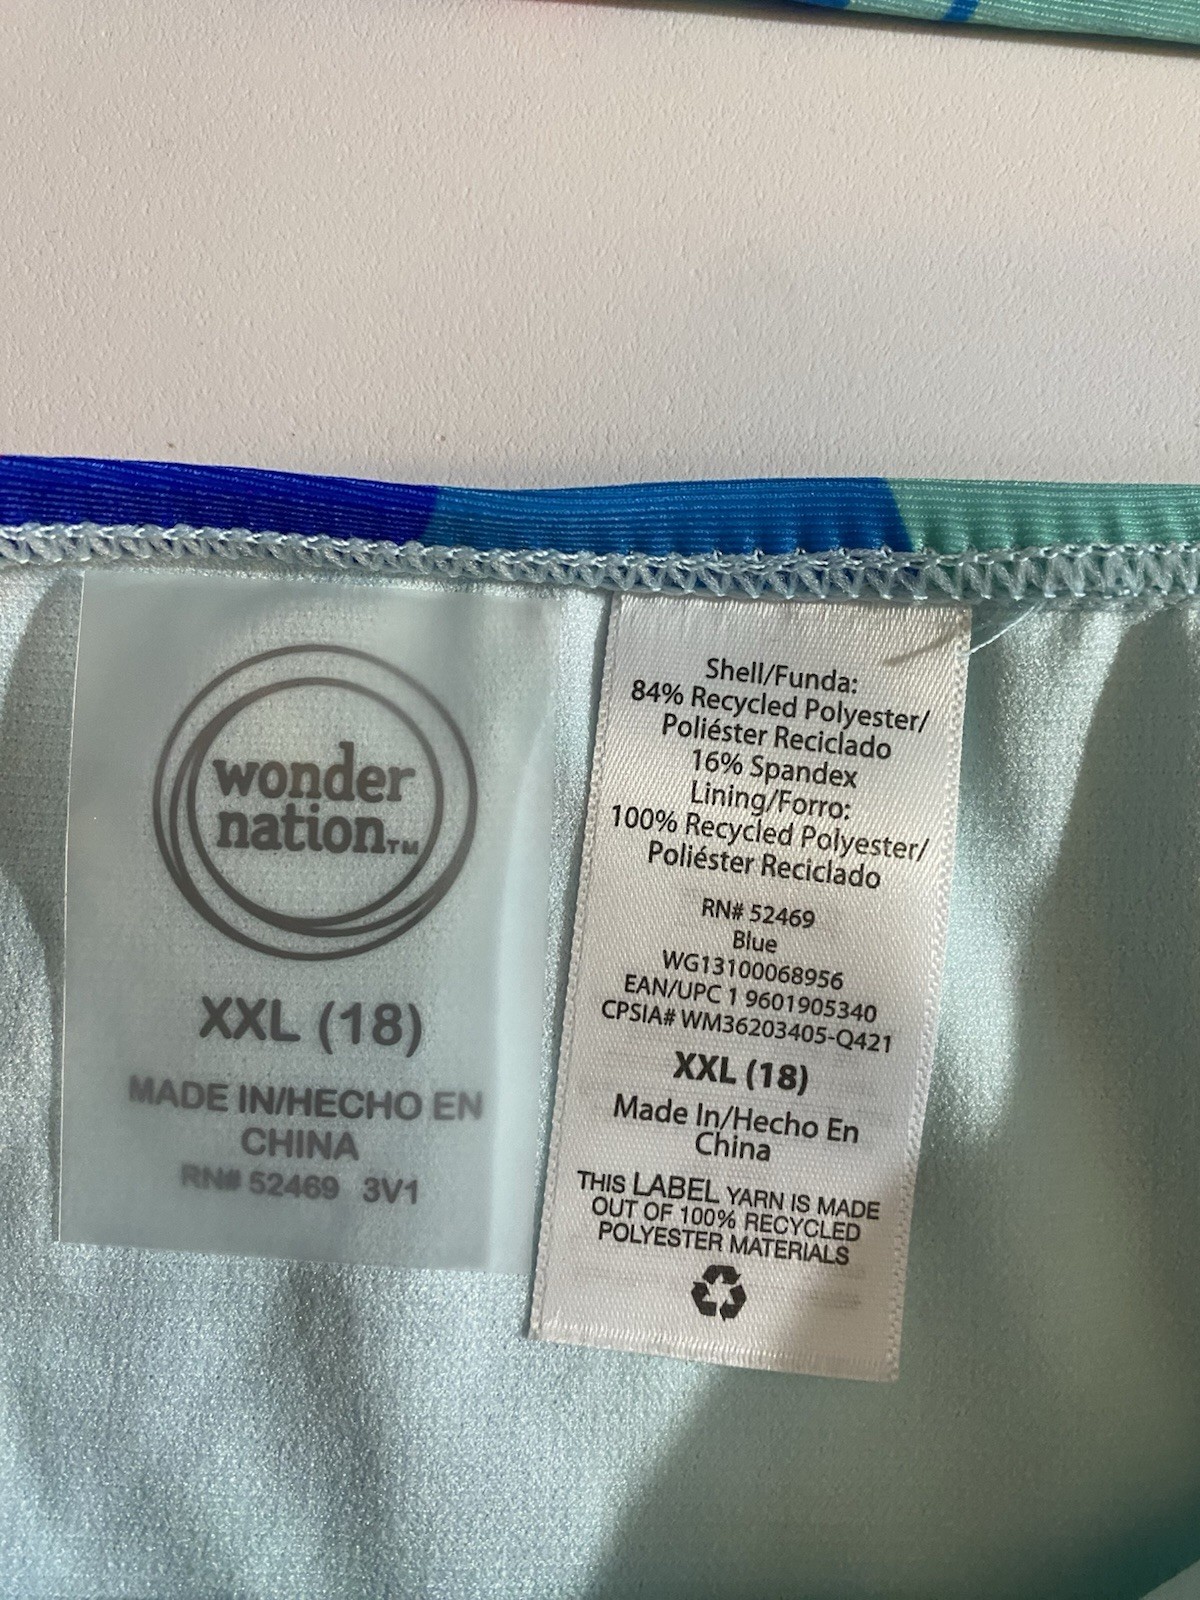 wonder
nation™
XXL (18)
MADE IN/HECHO EN
CHINA
RN# 52469 3V1
Shell/Funda:
84% Recycled Polyester/
Poliéster Reciclado
16% Spandex
Lining/Forro:
100% Recycled Polyester/
Poliéster Reciclado
RN# 52469
Blue
WG13100068956
EAN/UPC 1 9601905340
CPSIA# WM36203405-Q421
XXL (18)
Made In/Hecho En
China
THIS LABEL YARN IS MADE
OUT OF 100% RECYCLED
POLYESTER MATERIALS